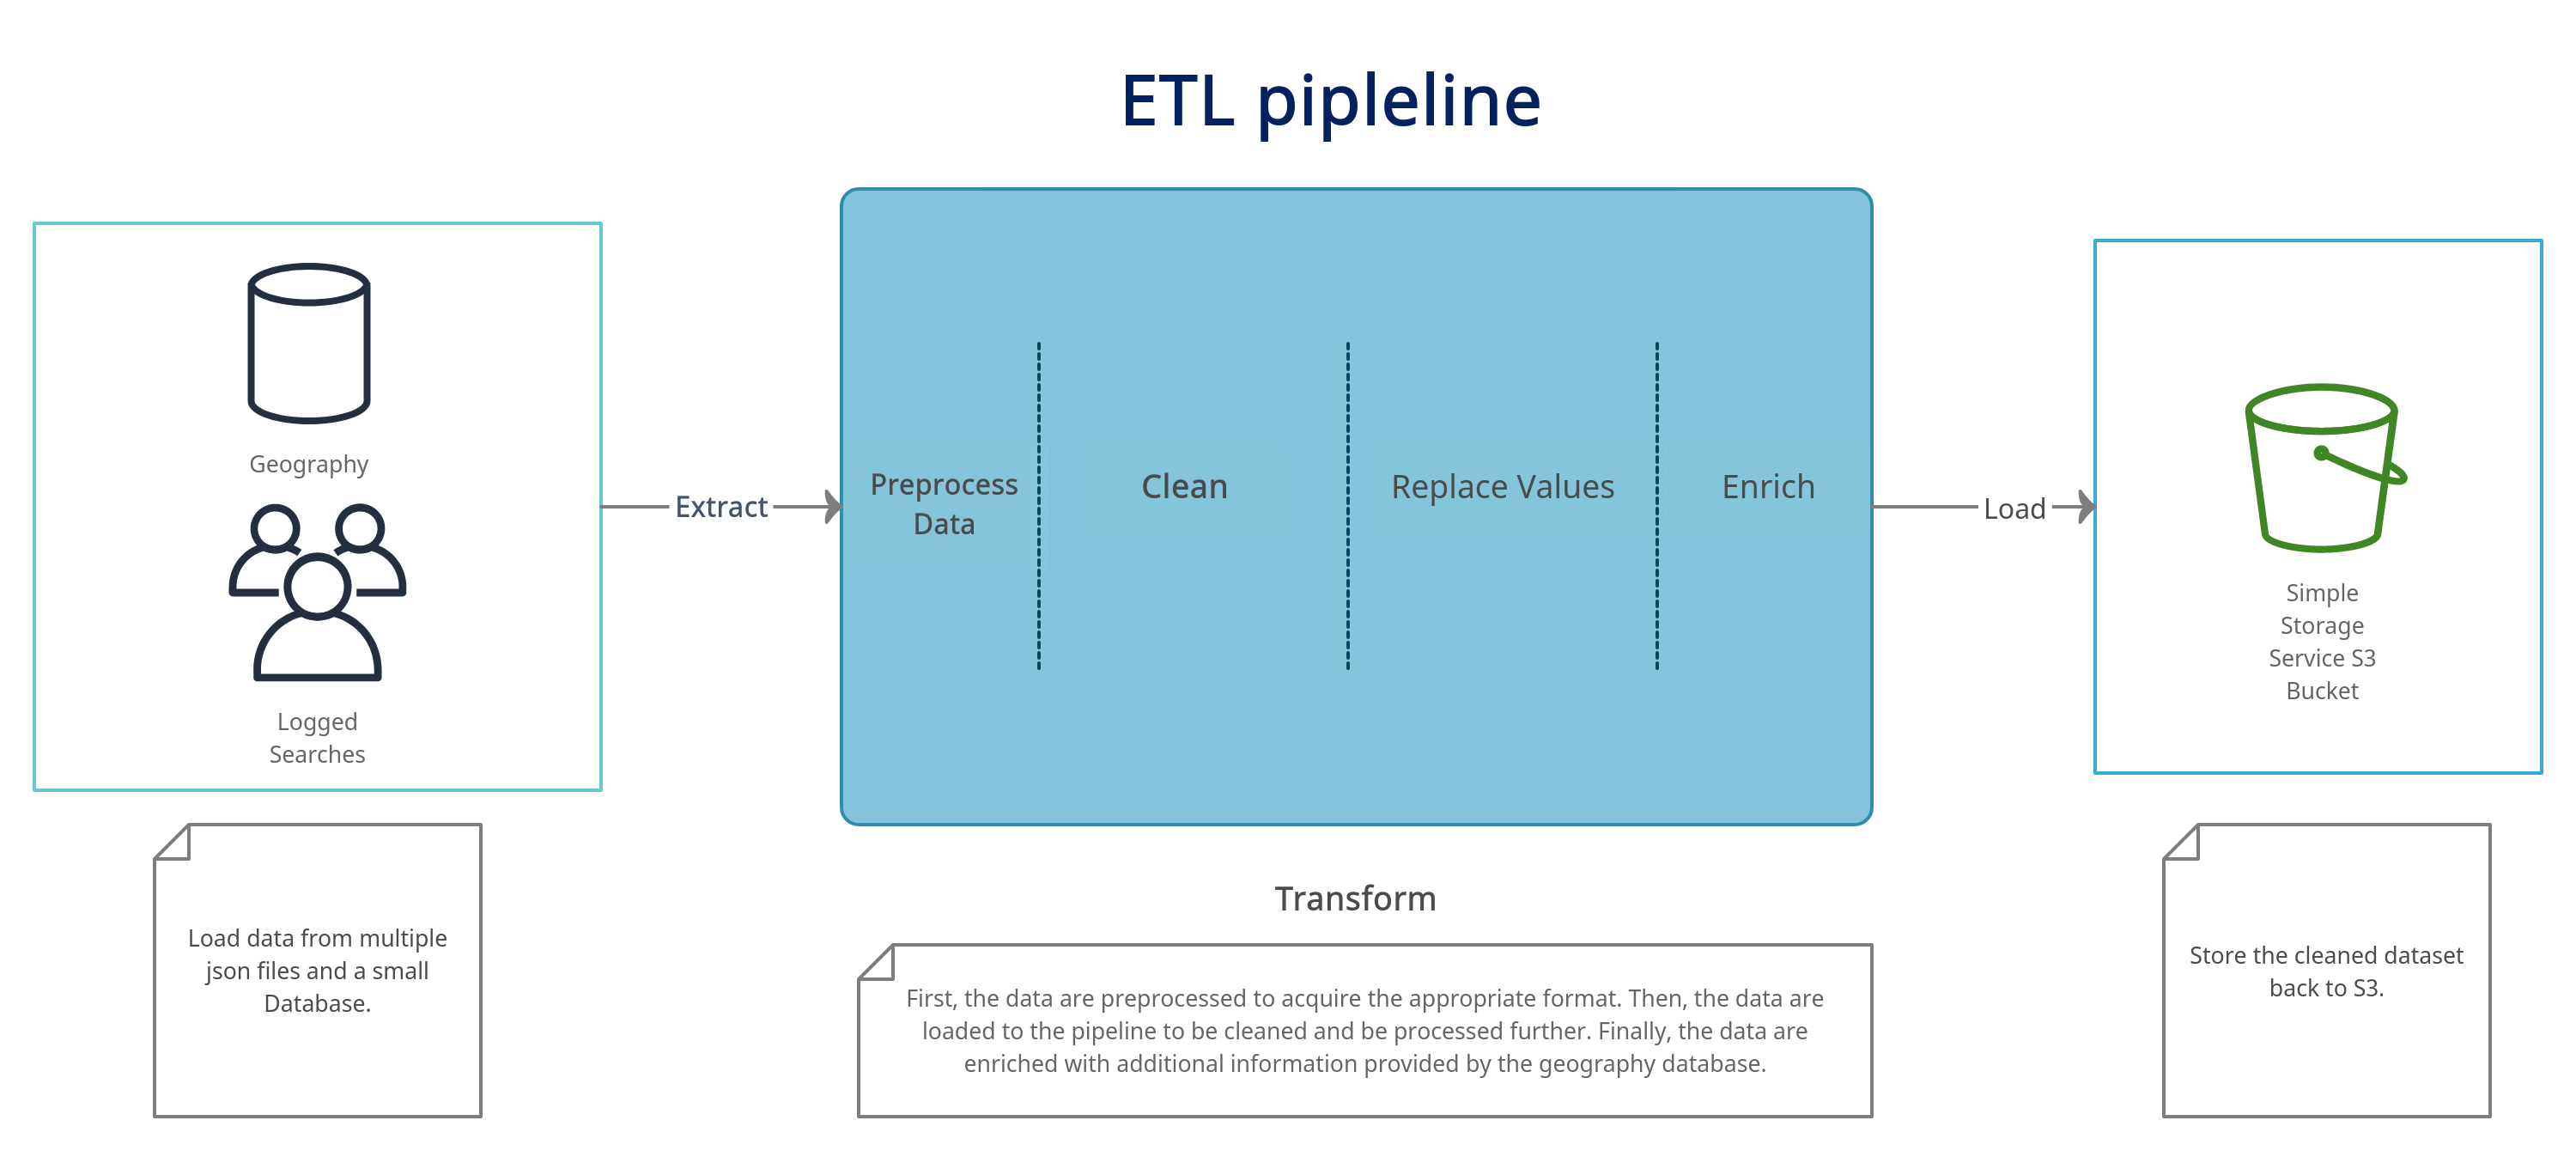 ETL pipleline
Geography
Logged
Searches
Extract
Preprocess
Data
Clean
Replace Values
Enrich
Load
Simple
Storage
Service S3
Bucket
Load data from multiple
json files and a small
Database.
Transform
First, the data are preprocessed to acquire the appropriate format. Then, the data are
loaded to the pipeline to be cleaned and be processed further. Finally, the data are
enriched with additional information provided by the geography database.
Store the cleaned dataset
back to S3.